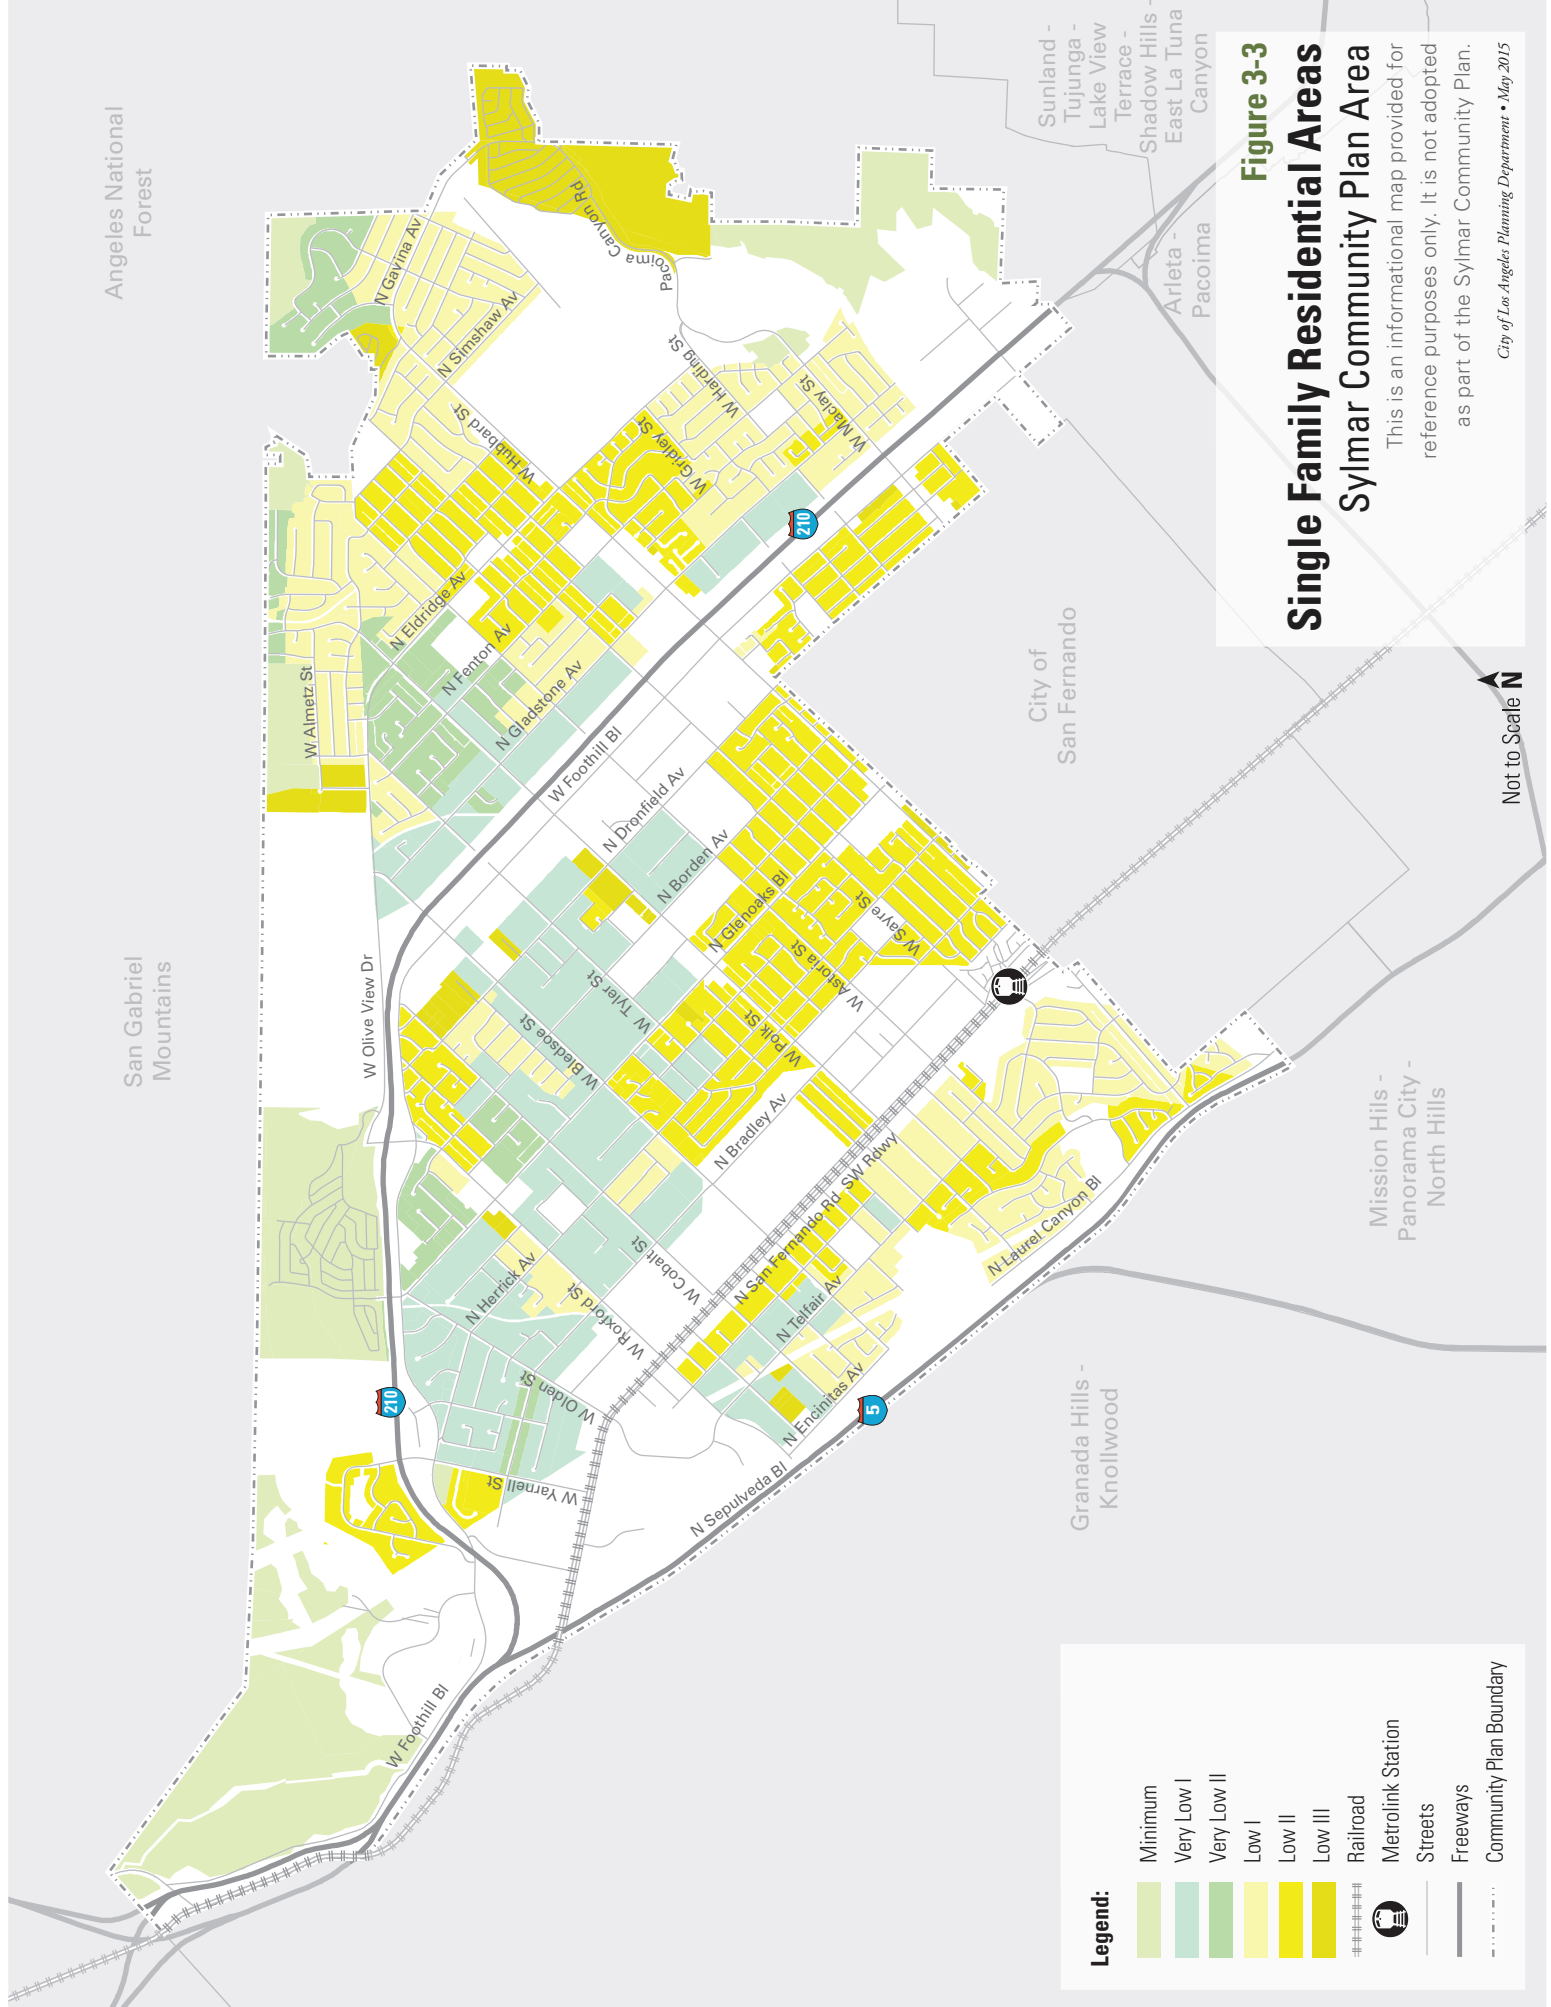 Figure 3-3
Single Family Residential Areas
Sylmar Community Plan Area
This is an informational map provided for
reference purposes only. It is not adopted
as part of the Sylmar Community Plan.
City of Los Angeles Planning Department • May 2015
Angeles National
Forest
San Gabriel
Mountains
Sunland -
Tujunga -
Lake View
Terrace -
Shadow Hills -
East La Tuna
Canyon
Arleta -
Pacoima
City of
San Fernando
Mission Hils -
Panorama City -
North Hills
Granada Hills -
Knollwood
W Foothill Bl
W Yarnell St
W Olden St
W Roxford St
W Cobalt St
N Herrick Av
N Sepulveda Bl
N Encinitas Av
N Telfair Av
N San Fernando Rd
SW Rdwy
N Laurel Canyon Bl
N Bradley Av
W Bledsoe St
W Tyler St
W Polk St
W Astoria St
W Sayre St
N Glenoaks Bl
N Borden Av
N Dronfield Av
W Foothill Bl
W Olive View Dr
W Almetz St
N Gladstone Av
N Fenton Av
N Eldridge Av
W Hubbard St
N Simshaw Av
N Gavina Av
Pacoima Canyon Rd
W Harding St
W Gridley St
W Maclay St
210
210
5
Not to Scale
N
Legend:
Minimum
Very Low I
Very Low II
Low I
Low II
Low III
Railroad
Metrolink Station
Streets
Freeways
Community Plan Boundary